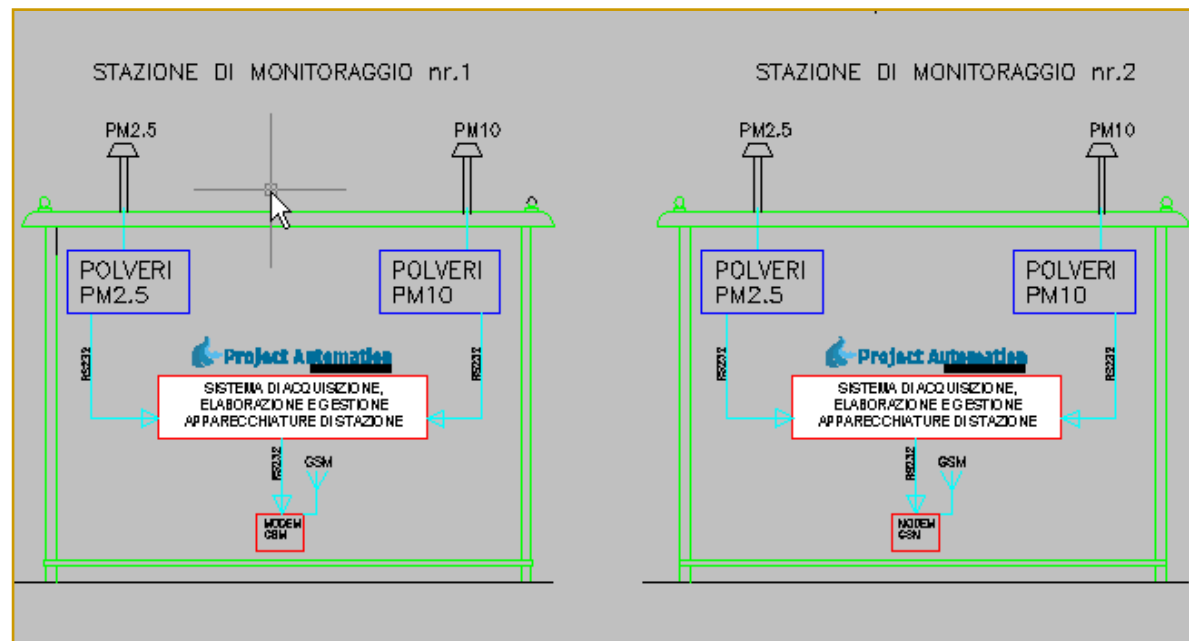 STAZIONE DI MONITORAGGIO nr.1
PM2.5
PM10
POLVERI
PM2.5
POLVERI
PM10
RS232
RS232
Project Automation
SISTEMA DI ACQUISIZIONE,
ELABORAZIONE E GESTIONE
APPARECCHIATURE DI STAZIONE
RS232
GSM
MODEM
GSM
STAZIONE DI MONITORAGGIO nr.2
PM2.5
PM10
POLVERI
PM2.5
POLVERI
PM10
RS232
RS232
Project Automation
SISTEMA DI ACQUISIZIONE,
ELABORAZIONE E GESTIONE
APPARECCHIATURE DI STAZIONE
RS232
GSM
MODEM
GSM